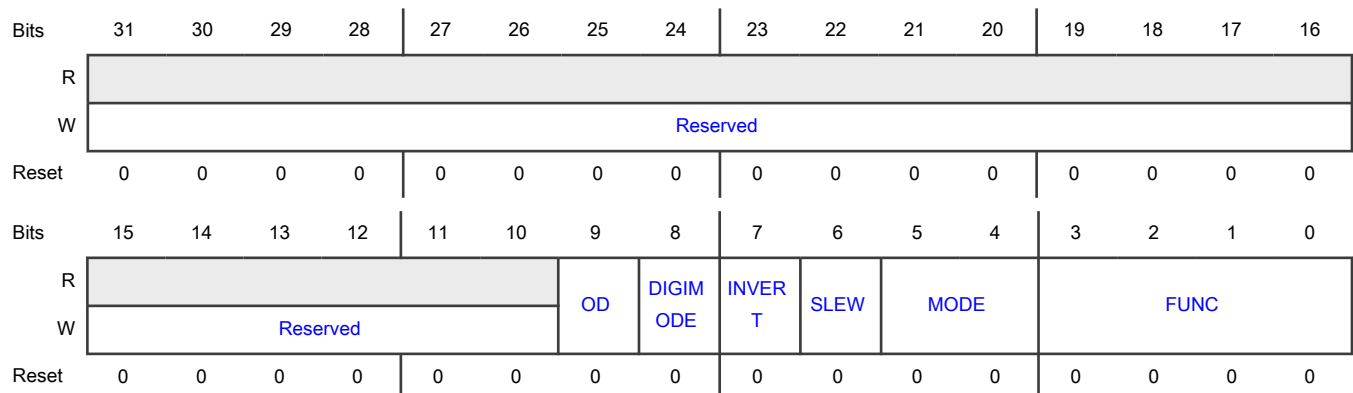 Bits 31 30 29 28 27 26 25 24 23 22 21 20 19 18 17 16
R
W Reserved
Reset 0 0 0 0 0 0 0 0 0 0 0 0 0 0 0 0
Bits 15 14 13 12 11 10 9 8 7 6 5 4 3 2 1 0
R
W Reserved
OD
DIGIM
ODE
INVER
T
SLEW
MODE
FUNC
Reset 0 0 0 0 0 0 0 0 0 0 0 0 0 0 0 0